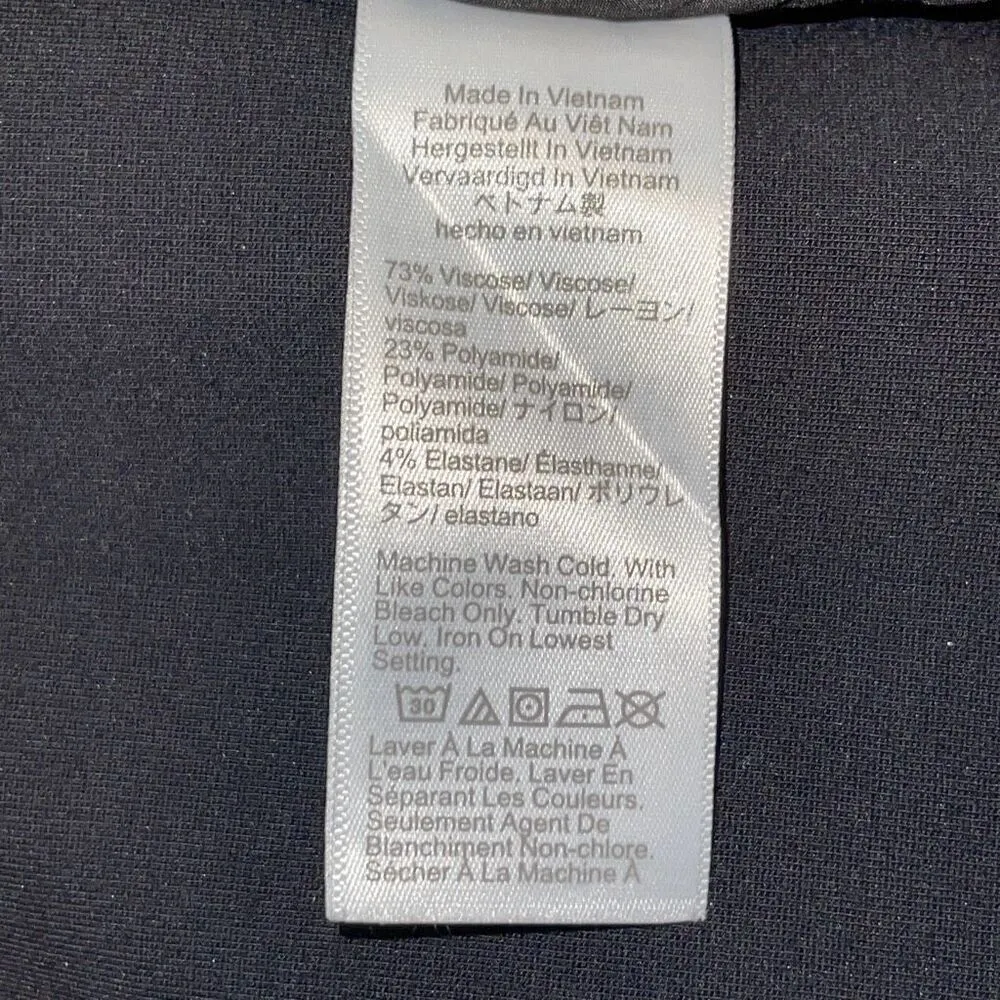 Made In Vietnam
Fabriqué Au Viêt Nam
Hergestellt In Vietnam
Vervaardigd In Vietnam
ベトナム製
hecho en vietnam
73% Viscose/ Viscose/
Viskose/ Viscose/ レーヨン/
viscosa
23% Polyamide/
Polyamide/ Polyamide/
Polyamide/ ナイロン/
poliamida
4% Elastane/ Élasthanne/
Elastan/ Elastaan/ ポリウレ
タン/ elastano
Machine Wash Cold, With
Like Colors. Non-chlorine
Bleach Only. Tumble Dry
Low. Iron On Lowest
Setting.
30
Laver À La Machine À
L'eau Froide. Laver En
Séparant Les Couleurs.
Seulement Agent De
Blanchiment Non-chlore.
Sécher À La Machine À